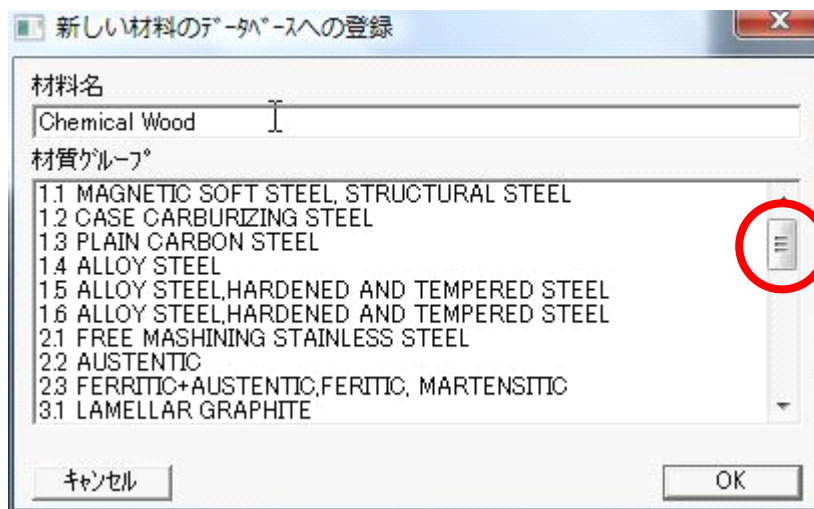 新しい材料のﾃﾞｰﾀﾍﾞｰｽへの登録
材料名
Chemical Wood
材質ｸﾞﾙｰﾌﾟ
1.1 MAGNETIC SOFT STEEL, STRUCTURAL STEEL
1.2 CASE CARBURIZING STEEL
1.3 PLAIN CARBON STEEL
1.4 ALLOY STEEL
1.5 ALLOY STEEL,HARDENED AND TEMPERED STEEL
1.6 ALLOY STEEL,HARDENED AND TEMPERED STEEL
2.1 FREE MASHINING STAINLESS STEEL
2.2 AUSTENTIC
2.3 FERRITIC+AUSTENTIC,FERITIC, MARTENSITIC
3.1 LAMELLAR GRAPHITE
ｷｬﾝｾﾙ
OK